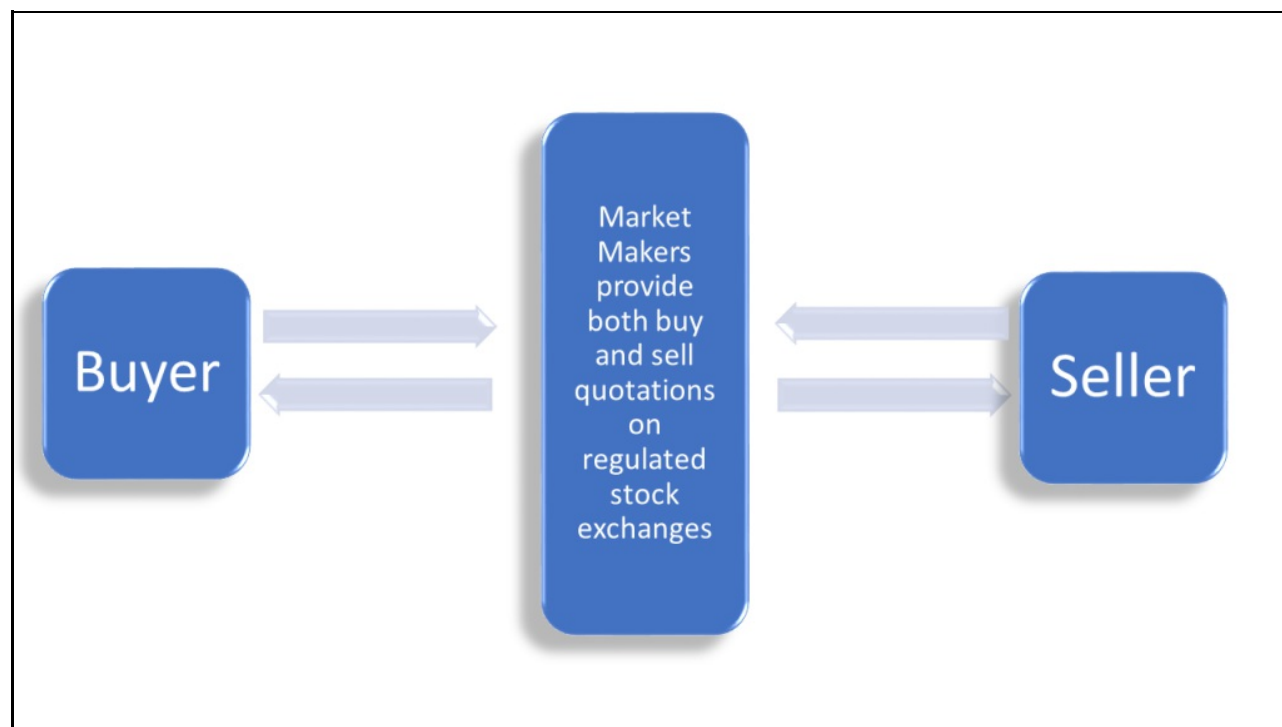 Buyer
Market
Makers
provide
both buy
and sell
quotations
on
regulated
stock
exchanges
Seller